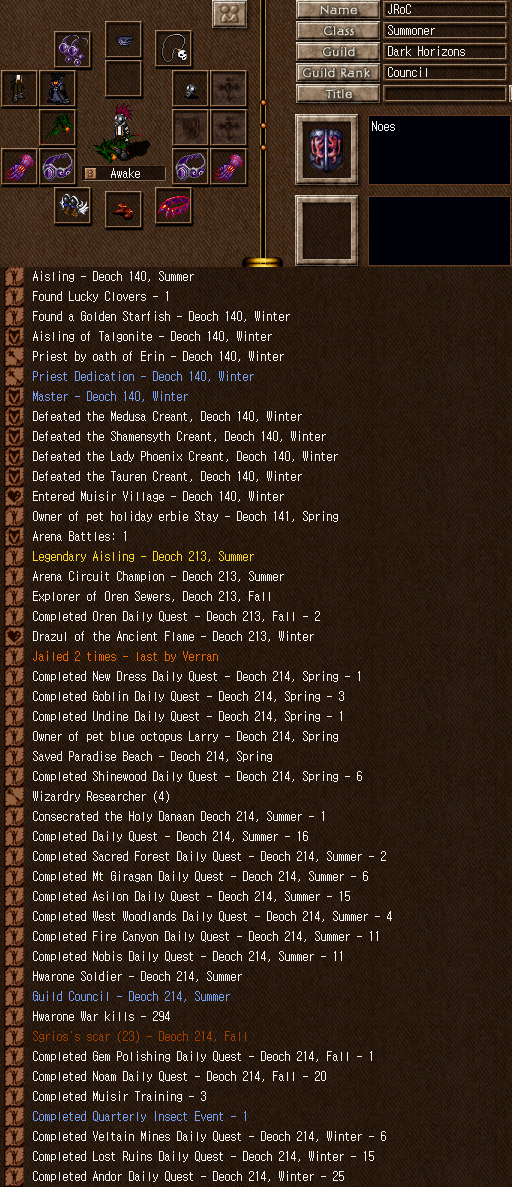 Name JRoC
Class Summoner
Guild Dark Horizons
Guild Rank Council
Title
Noes
Awake
Aisling - Deoch 140, Summer
Found Lucky Clovers - 1
Found a Golden Starfish - Deoch 140, Winter
Aisling of Talgonite - Deoch 140, Winter
Priest by oath of Erin - Deoch 140, Winter
Priest Dedication - Deoch 140, Winter
Master - Deoch 140, Winter
Defeated the Medusa Creant, Deoch 140, Winter
Defeated the Shamensyth Creant, Deoch 140, Winter
Defeated the Lady Phoenix Creant, Deoch 140, Winter
Defeated the Tauren Creant, Deoch 140, Winter
Entered Muisir Village - Deoch 140, Winter
Owner of pet holiday erbie Stay - Deoch 141, Spring
Arena Battles: 1
Legendary Aisling - Deoch 213, Summer
Arena Circuit Champion - Deoch 213, Summer
Explorer of Oren Sewers, Deoch 213, Fall
Completed Oren Daily Quest - Deoch 213, Fall - 2
Drazul of the Ancient Flame - Deoch 213, Winter
Jailed 2 times - last by Verran
Completed New Dress Daily Quest - Deoch 214, Spring - 1
Completed Goblin Daily Quest - Deoch 214, Spring - 3
Completed Undine Daily Quest - Deoch 214, Spring - 1
Owner of pet blue octopus Larry - Deoch 214, Spring
Saved Paradise Beach - Deoch 214, Spring
Completed Shinewood Daily Quest - Deoch 214, Spring - 6
Wizardry Researcher (4)
Consecrated the Holy Danaan Deoch 214, Summer - 1
Completed Daily Quest - Deoch 214, Summer - 16
Completed Sacred Forest Daily Quest - Deoch 214, Summer - 2
Completed Mt Giragan Daily Quest - Deoch 214, Summer - 6
Completed Asilon Daily Quest - Deoch 214, Summer - 15
Completed West Woodlands Daily Quest - Deoch 214, Summer - 4
Completed Fire Canyon Daily Quest - Deoch 214, Summer - 11
Completed Nobis Daily Quest - Deoch 214, Summer - 11
Hwarone Soldier - Deoch 214, Summer
Guild Council - Deoch 214, Summer
Hwarone War kills - 294
Sgrios's scar (23) - Deoch 214, Fall
Completed Gem Polishing Daily Quest - Deoch 214, Fall - 1
Completed Noam Daily Quest - Deoch 214, Fall - 20
Completed Muisir Training - 3
Completed Quarterly Insect Event - 1
Completed Veltain Mines Daily Quest - Deoch 214, Winter - 6
Completed Lost Ruins Daily Quest - Deoch 214, Winter - 15
Completed Andor Daily Quest - Deoch 214, Winter - 25